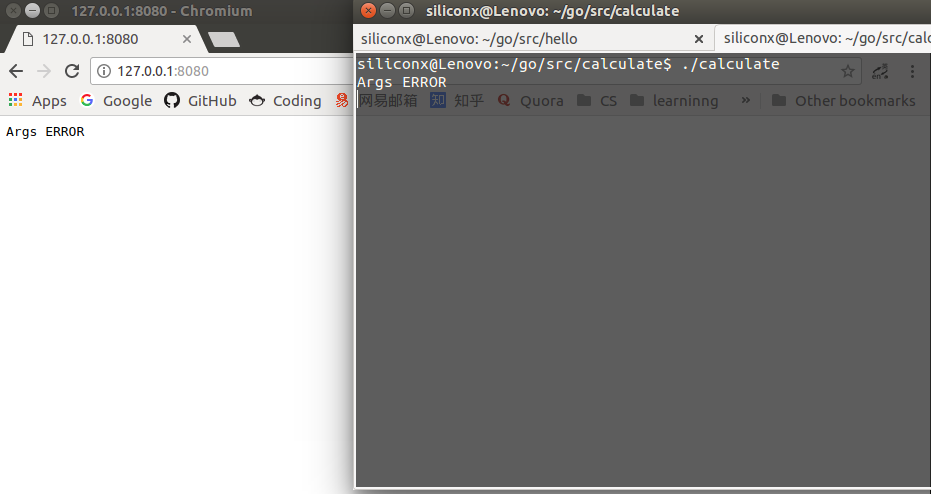 127.0.0.1:8080 - Chromium
127.0.0.1:8080
127.0.0.1:8080
Apps Google GitHub Coding 易 网易邮箱 知 知乎 Q Quora CS learninng » Other bookmarks
Args ERROR
siliconx@Lenovo: ~/go/src/calculate
siliconx@Lenovo: ~/go/src/hello
siliconx@Lenovo: ~/go/src/calc
siliconx@Lenovo:~/go/src/calculate$ ./calculate
Args ERROR